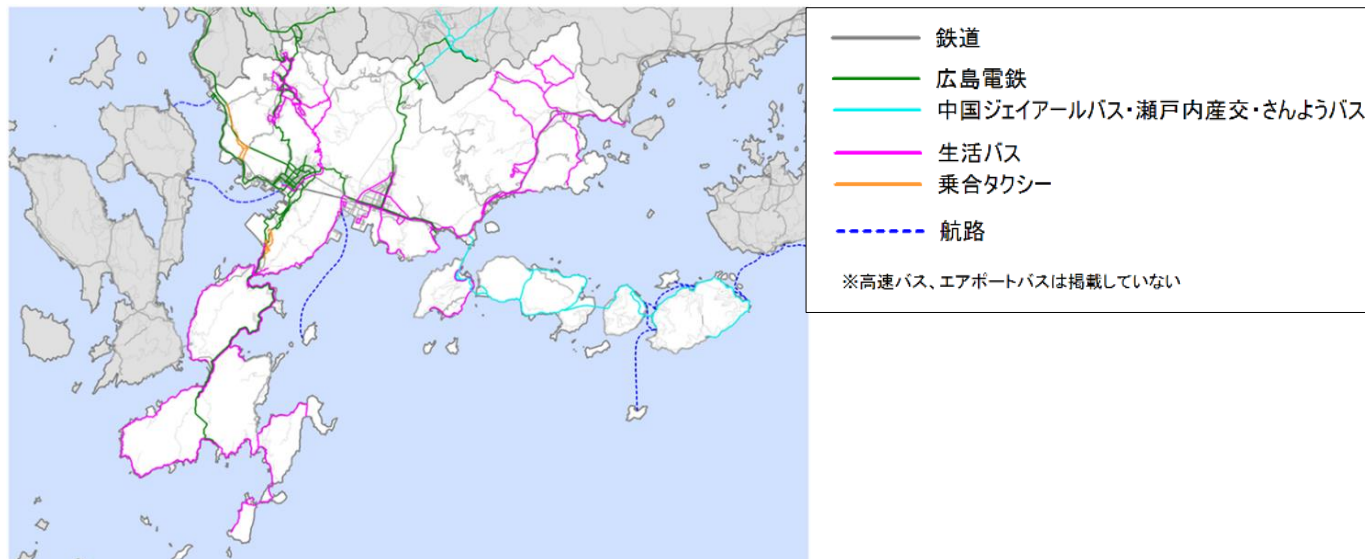 鉄道
広島電鉄
中国ジェイアールバス・瀬戸内産交・さんようバス
生活バス
乗合タクシー
航路
※高速バス、エアポートバスは掲載していない